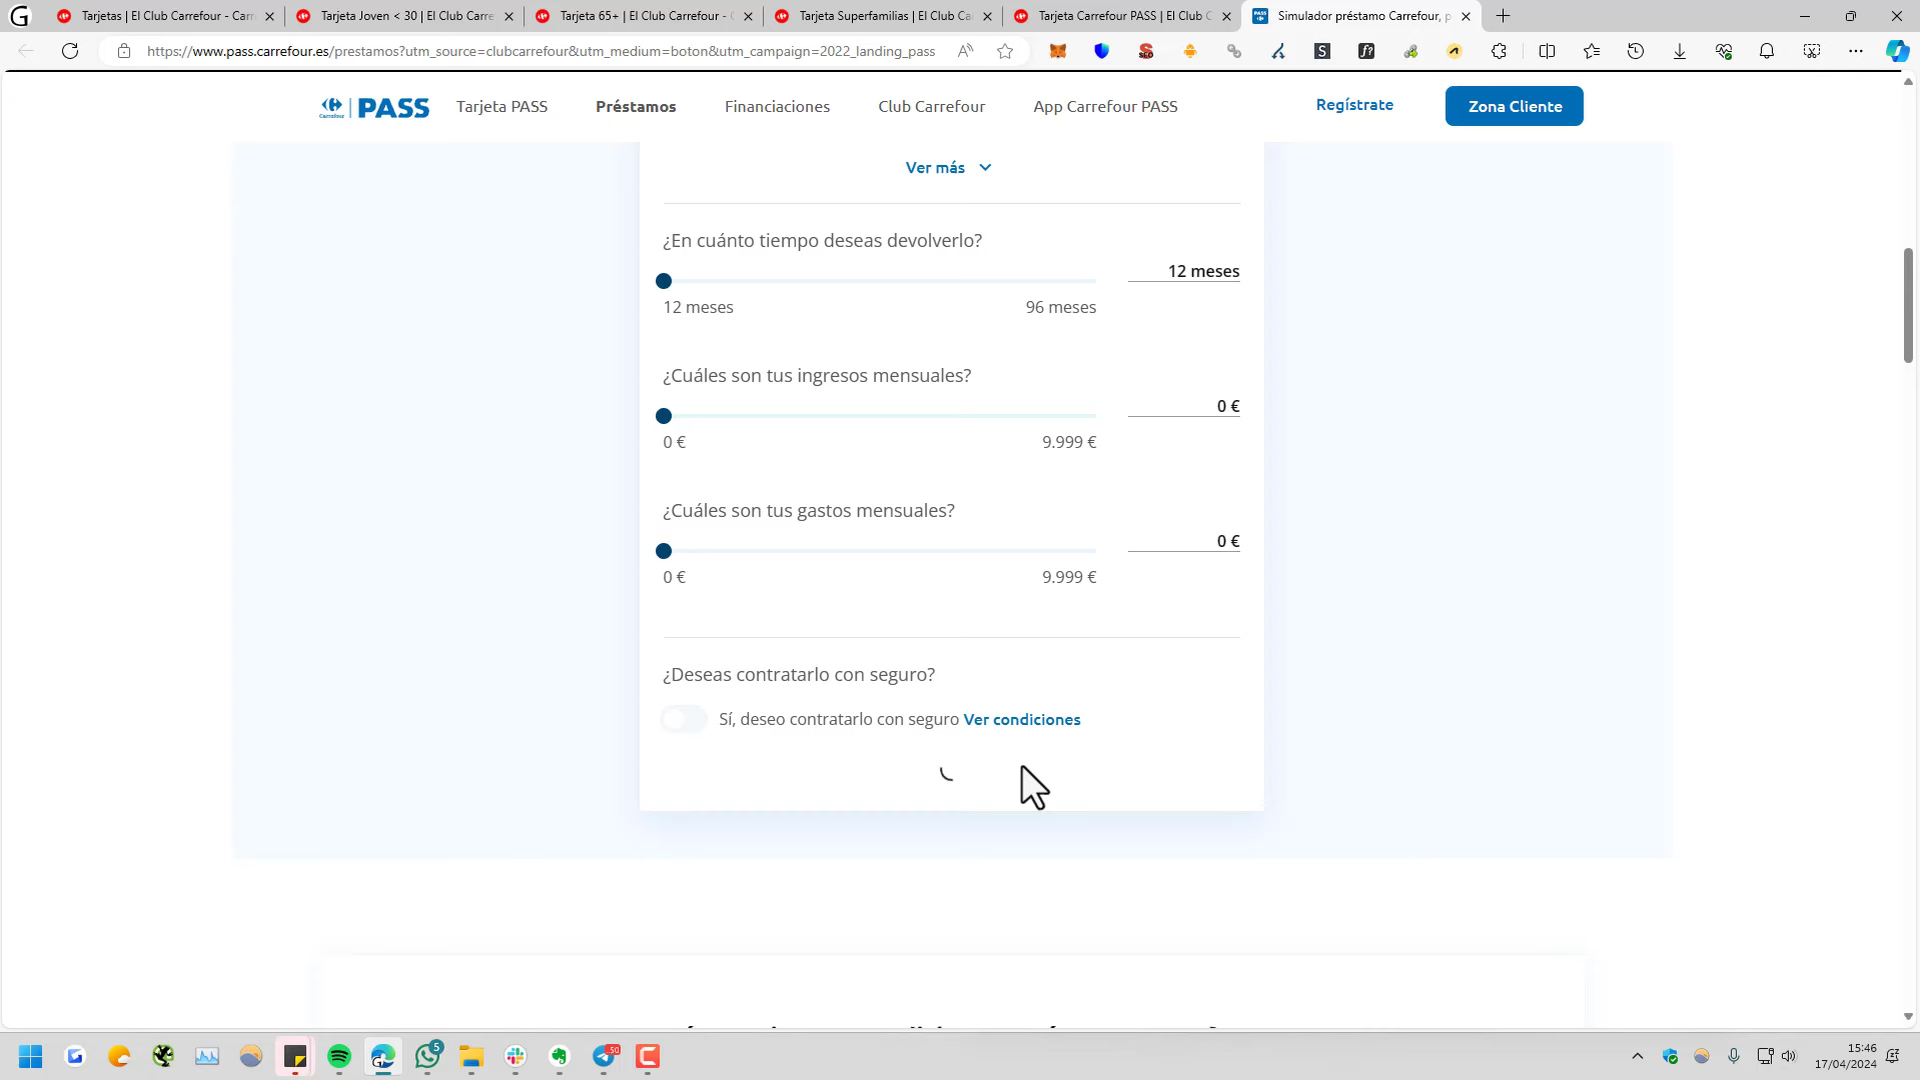 Tarjetas | El Club Carrefour - Carr
Tarjeta Joven < 30 | El Club Carre
Tarjeta 65+ | El Club Carrefour - C
Tarjeta Superfamilias | El Club Ca
Tarjeta Carrefour PASS | El Club C
Simulador préstamo Carrefour, p
https://www.pass.carrefour.es/prestamos?utm_source=clubcarrefour&utm_medium=boton&utm_campaign=2022_landing_pass
Carrefour | PASS
Tarjeta PASS
Préstamos
Financiaciones
Club Carrefour
App Carrefour PASS
Regístrate
Zona Cliente
Ver más
¿En cuánto tiempo deseas devolverlo?
12 meses
12 meses
96 meses
¿Cuáles son tus ingresos mensuales?
0 €
0 €
9.999 €
¿Cuáles son tus gastos mensuales?
0 €
0 €
9.999 €
¿Deseas contratarlo con seguro?
Sí, deseo contratarlo con seguro Ver condiciones
15:46
17/04/2024